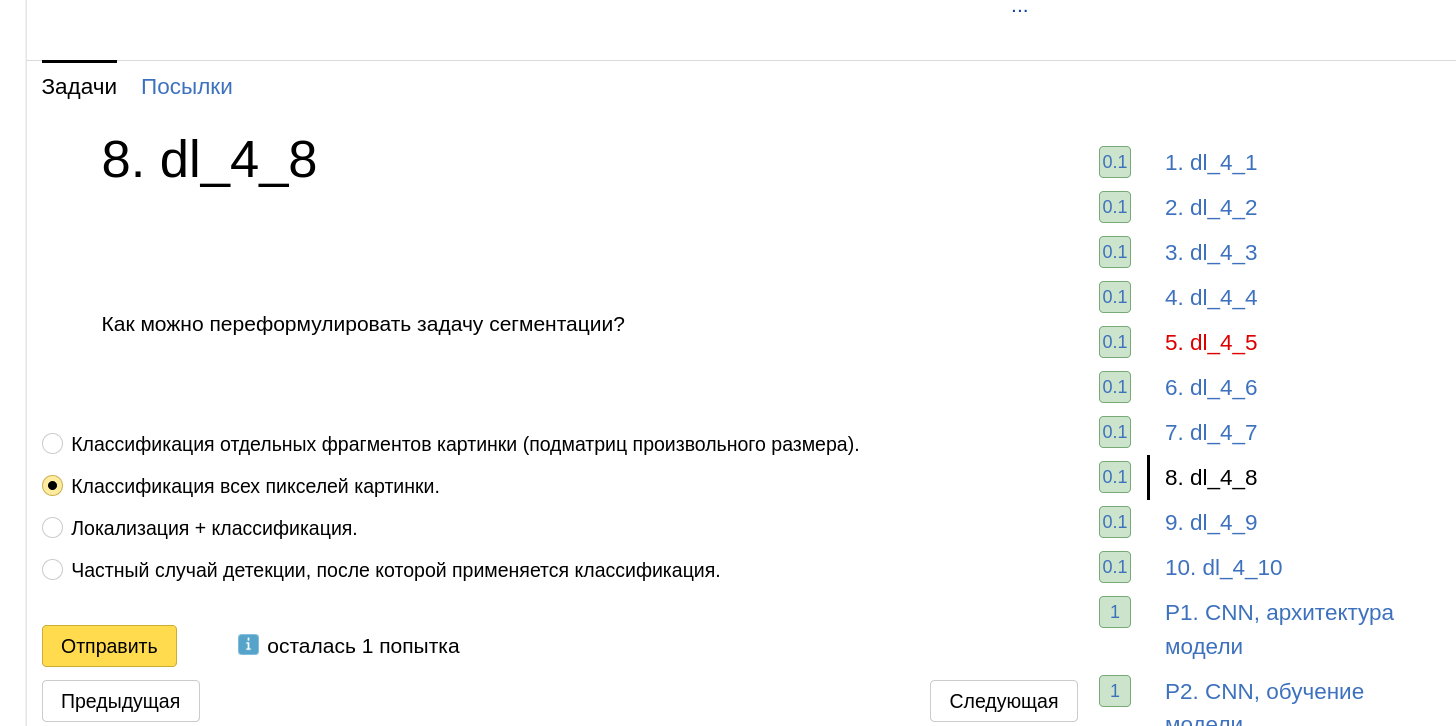 ...
Задачи Посылки
8. dl_4_8
Как можно переформулировать задачу сегментации?
Классификация отдельных фрагментов картинки (подматриц произвольного размера).
Классификация всех пикселей картинки.
Локализация + классификация.
Частный случай детекции, после которой применяется классификация.
Отправить
i осталась 1 попытка
Предыдущая
Следующая
0.1 1. dl_4_1
0.1 2. dl_4_2
0.1 3. dl_4_3
0.1 4. dl_4_4
0.1 5. dl_4_5
0.1 6. dl_4_6
0.1 7. dl_4_7
0.1 8. dl_4_8
0.1 9. dl_4_9
0.1 10. dl_4_10
1 P1. CNN, архитектура
модели
1 P2. CNN, обучение
модели